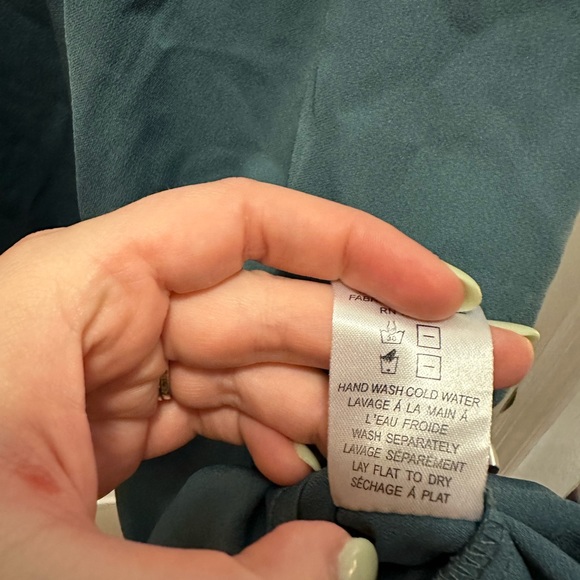 RN
30
HAND WASH COLD WATER
LAVAGE Á LA MAIN Á
L'EAU FROIDE
WASH SEPARATELY
LAVAGE SÉPARÉMENT
LAY FLAT TO DRY
SÉCHAGE Á PLAT